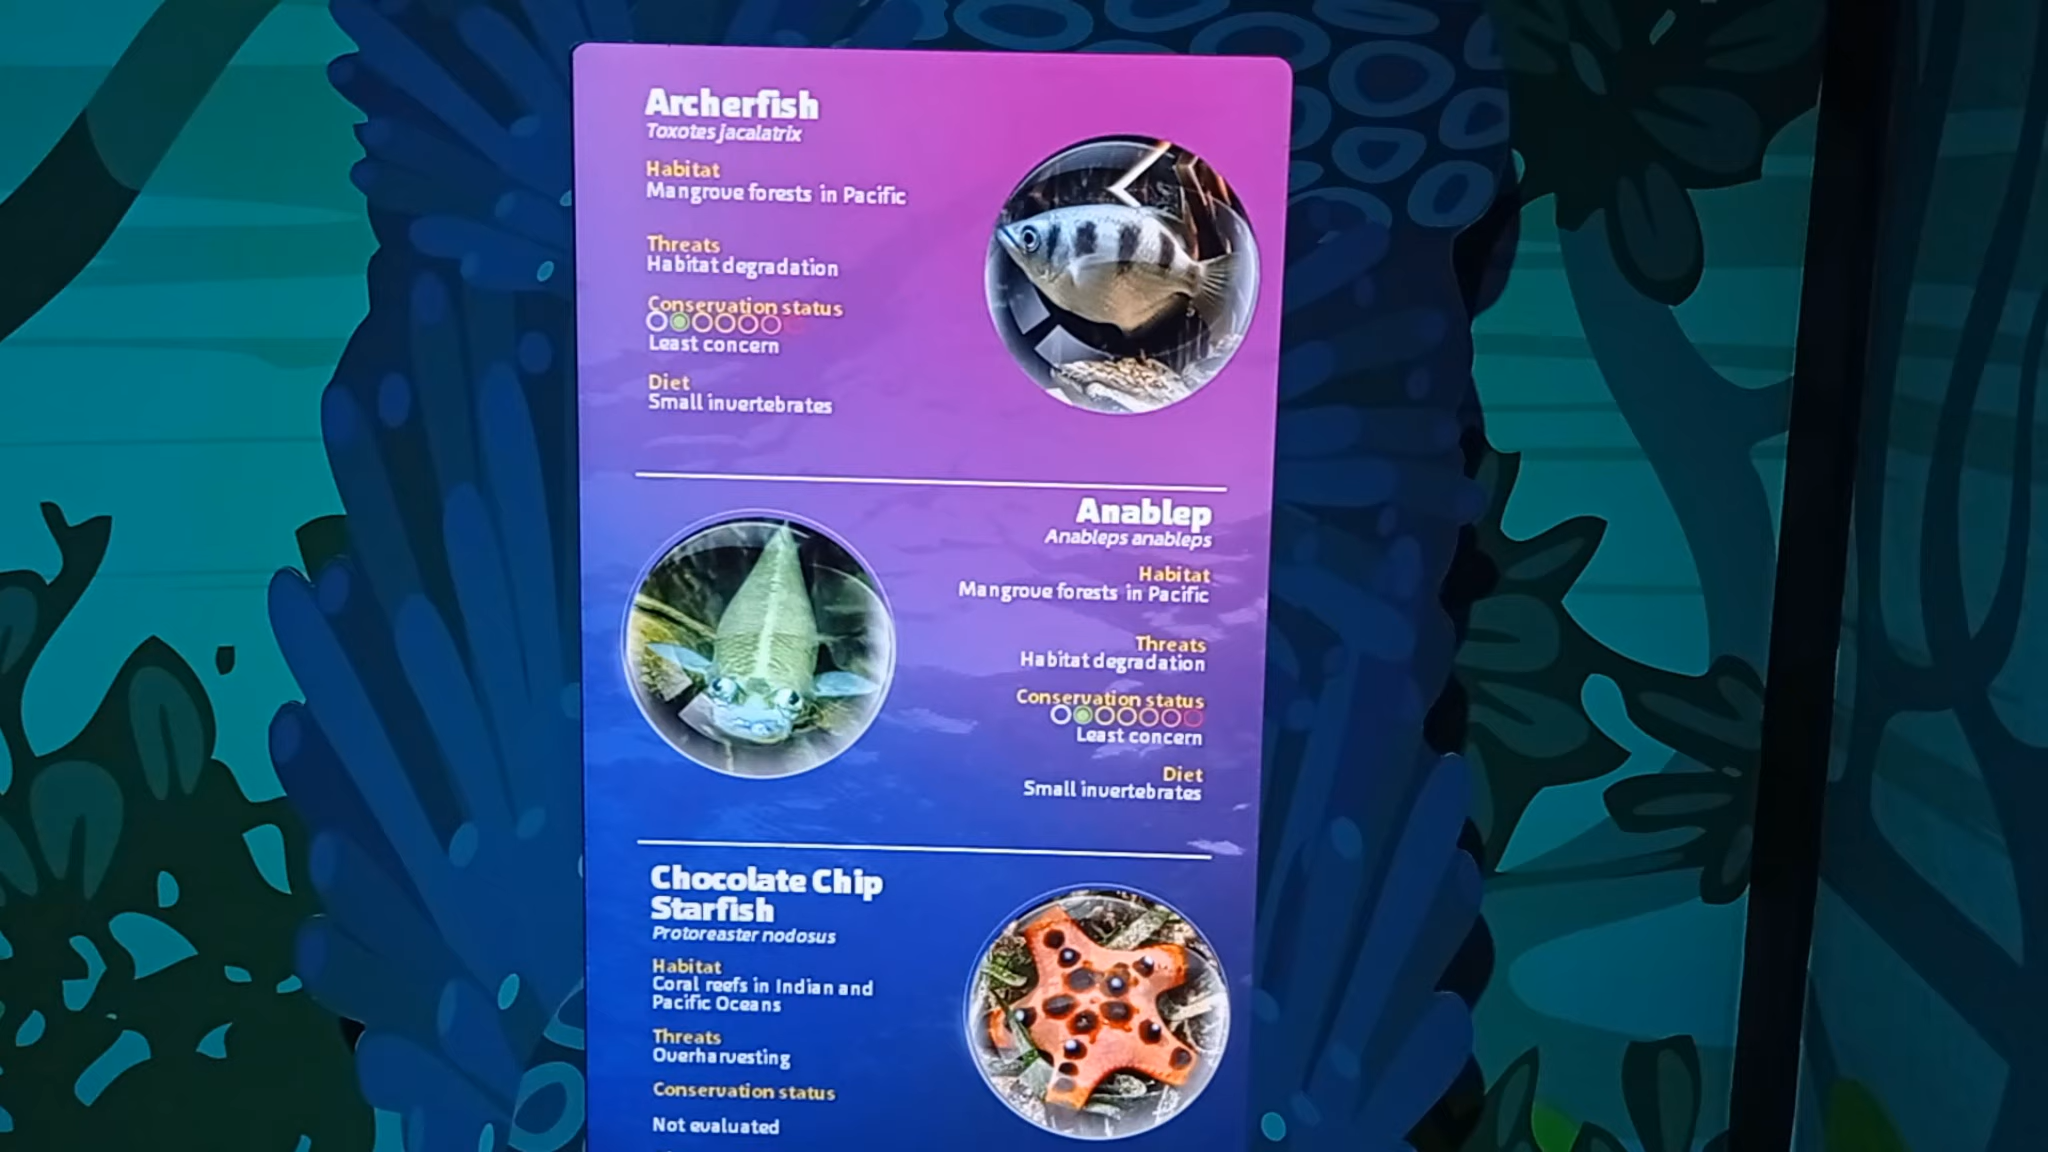 Archerfish
Toxotes jacalatrix
Habitat
Mangrove forests in Pacific
Threats
Habitat degradation
Conservation status
Least concern
Diet
Small invertebrates
Anablep
Anableps anableps
Habitat
Mangrove forests in Pacific
Threats
Habitat degradation
Conservation status
Least concern
Diet
Small invertebrates
Chocolate Chip
Starfish
Protoreaster nodosus
Habitat
Coral reefs in Indian and
Pacific Oceans
Threats
Overharvesting
Conservation status
Not evaluated